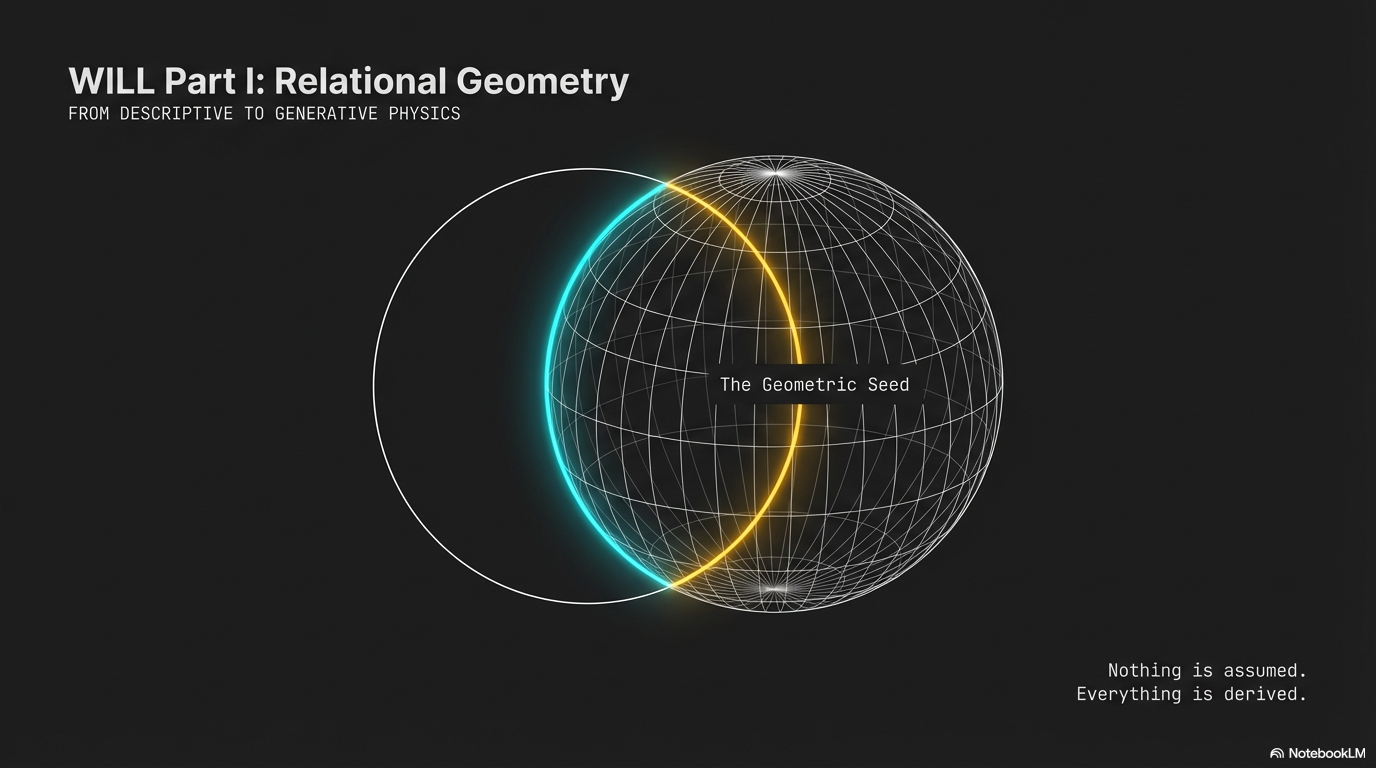 WILL Part I: Relational Geometry
FROM DESCRIPTIVE TO GENERATIVE PHYSICS
The Geometric Seed
Nothing is assumed.
Everything is derived.
NotebookLM